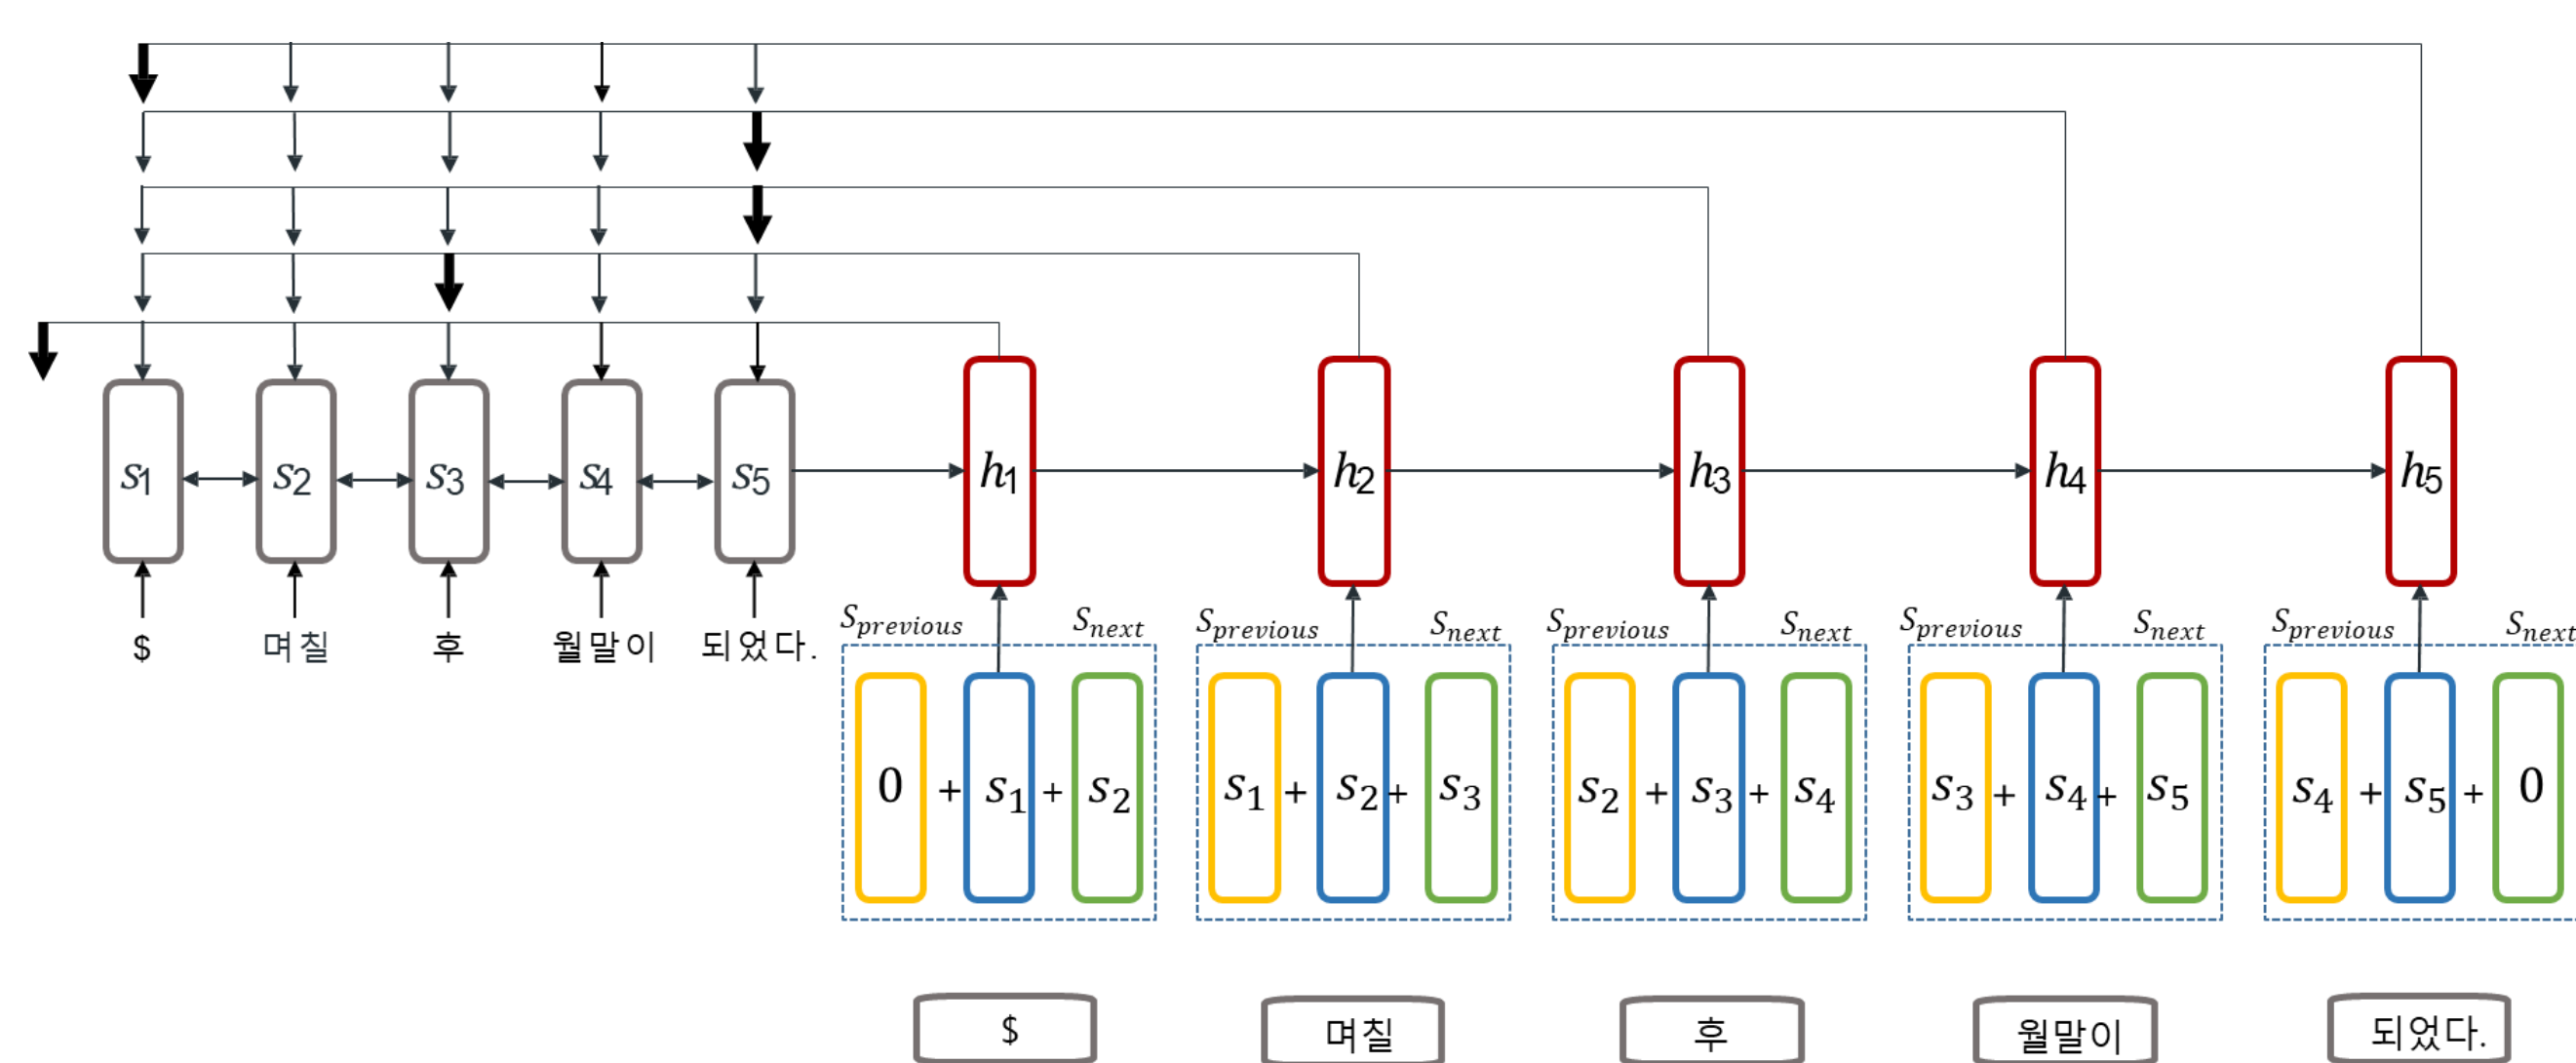 s1 s2 s3 s4 s5 h1 h2 h3 h4 h5
$ 며칠 후 월말이 되었다.
Sprevious Snext Sprevious Snext Sprevious Snext Sprevious Snext Sprevious Snext
0 + s1 + s2 s1 + s2 + s3 s2 + s3 + s4 s3 + s4 + s5 s4 + s5 + 0
$ 며칠 후 월말이 되었다.